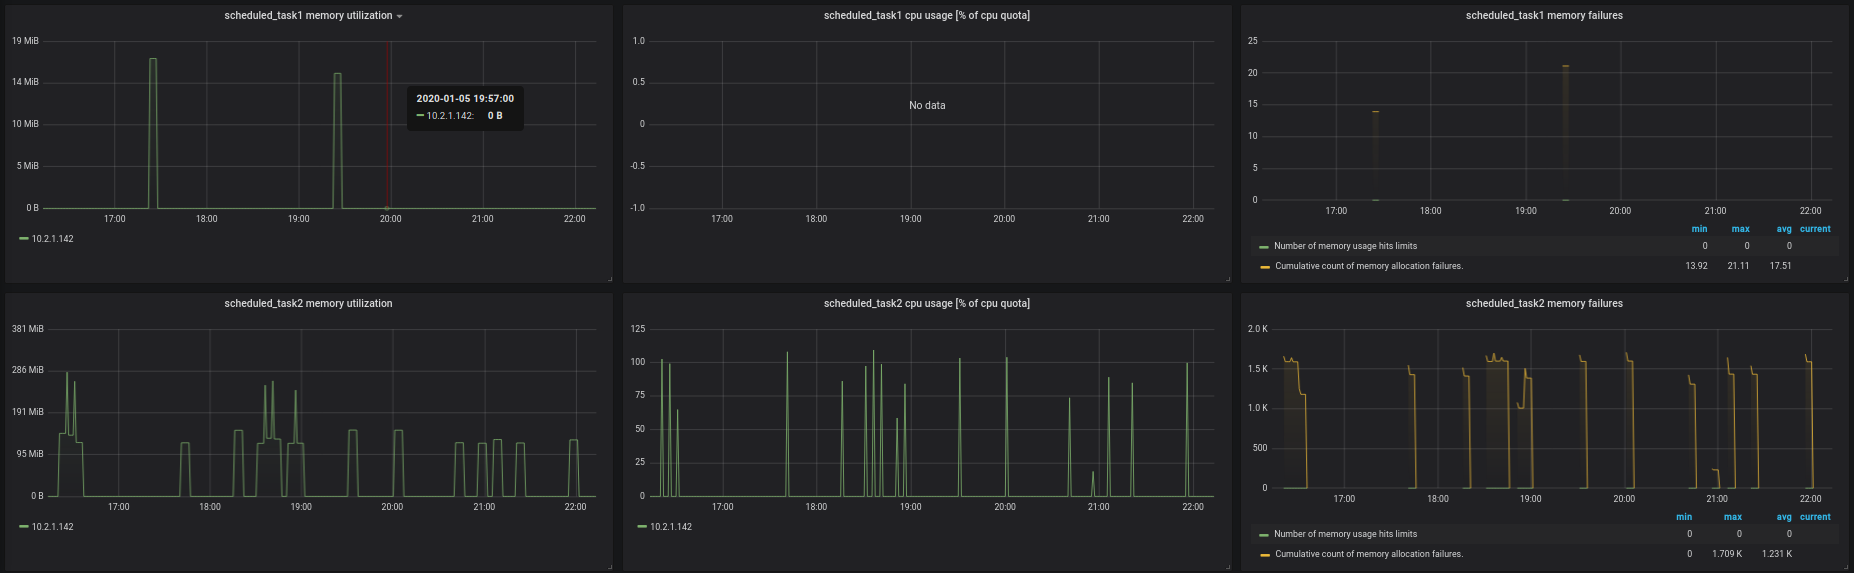 scheduled_task1 memory utilization
19 MiB
14 MiB
10 MiB
5 MiB
0 B
17:00 18:00 19:00 20:00 21:00 22:00
2020-01-05 19:57:00
10.2.1.142: 0 B
10.2.1.142
scheduled_task1 cpu usage [% of cpu quota]
1.0
0.5
0
-0.5
-1.0
No data
17:00 18:00 19:00 20:00 21:00 22:00
scheduled_task1 memory failures
25
20
15
10
5
0
17:00 18:00 19:00 20:00 21:00 22:00
min max avg current
Number of memory usage hits limits 0 0 0
Cumulative count of memory allocation failures. 13.92 21.11 17.51
scheduled_task2 memory utilization
381 MiB
286 MiB
191 MiB
95 MiB
0 B
17:00 18:00 19:00 20:00 21:00 22:00
10.2.1.142
scheduled_task2 cpu usage [% of cpu quota]
125
100
75
50
25
0
17:00 18:00 19:00 20:00 21:00 22:00
10.2.1.142
scheduled_task2 memory failures
2.0 K
1.5 K
1.0 K
500
0
17:00 18:00 19:00 20:00 21:00 22:00
min max avg current
Number of memory usage hits limits 0 0 0
Cumulative count of memory allocation failures. 0 1.709 K 1.231 K